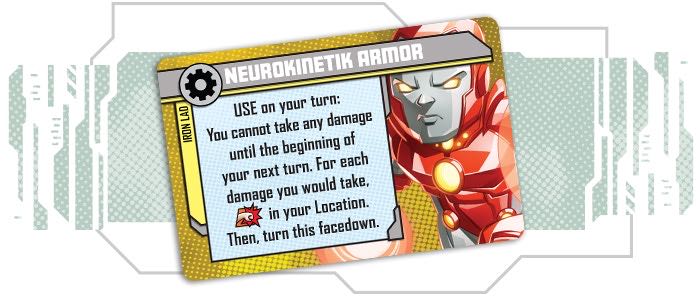 NEUROKINETIK ARMOR
IRON LAD
USE on your turn:
You cannot take any damage
until the beginning of
your next turn. For each
damage you would take,
in your Location.
Then, turn this facedown.